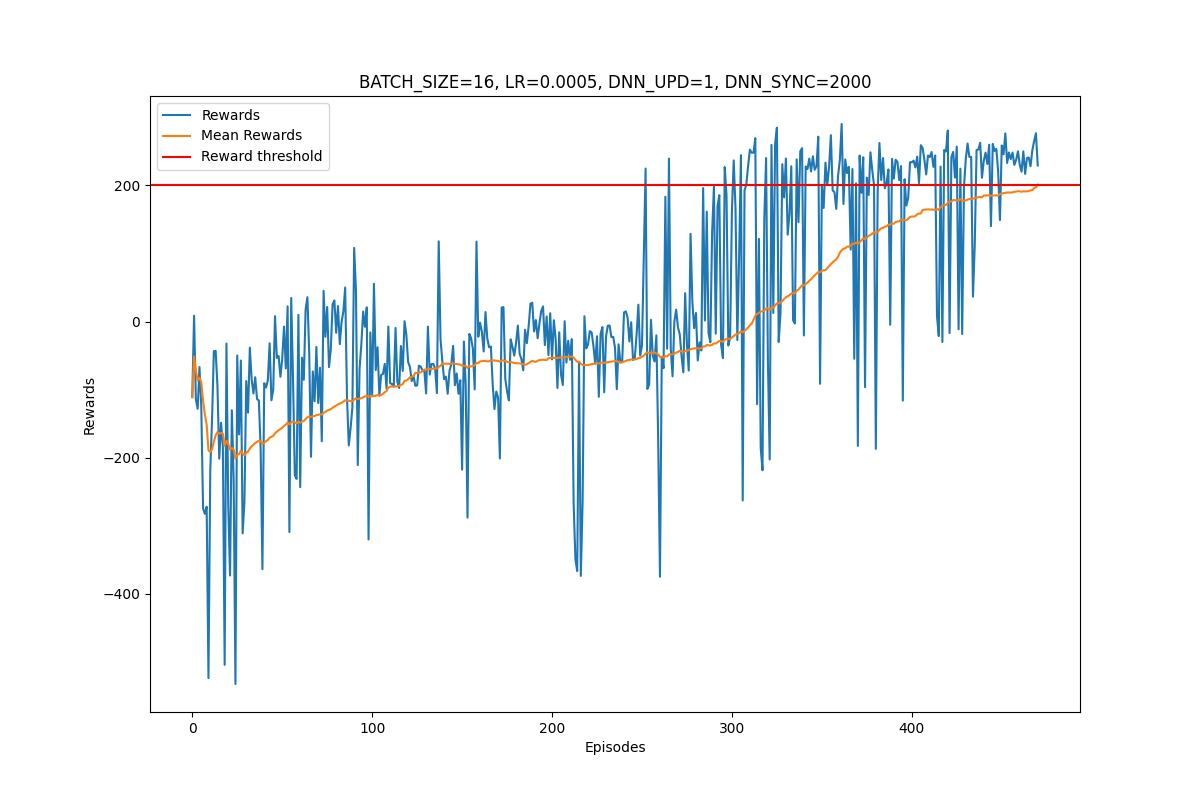 BATCH_SIZE=16, LR=0.0005, DNN_UPD=1, DNN_SYNC=2000
Rewards
Mean Rewards
Reward threshold
200
0
−200
−400
Rewards
0
100
200
300
400
Episodes